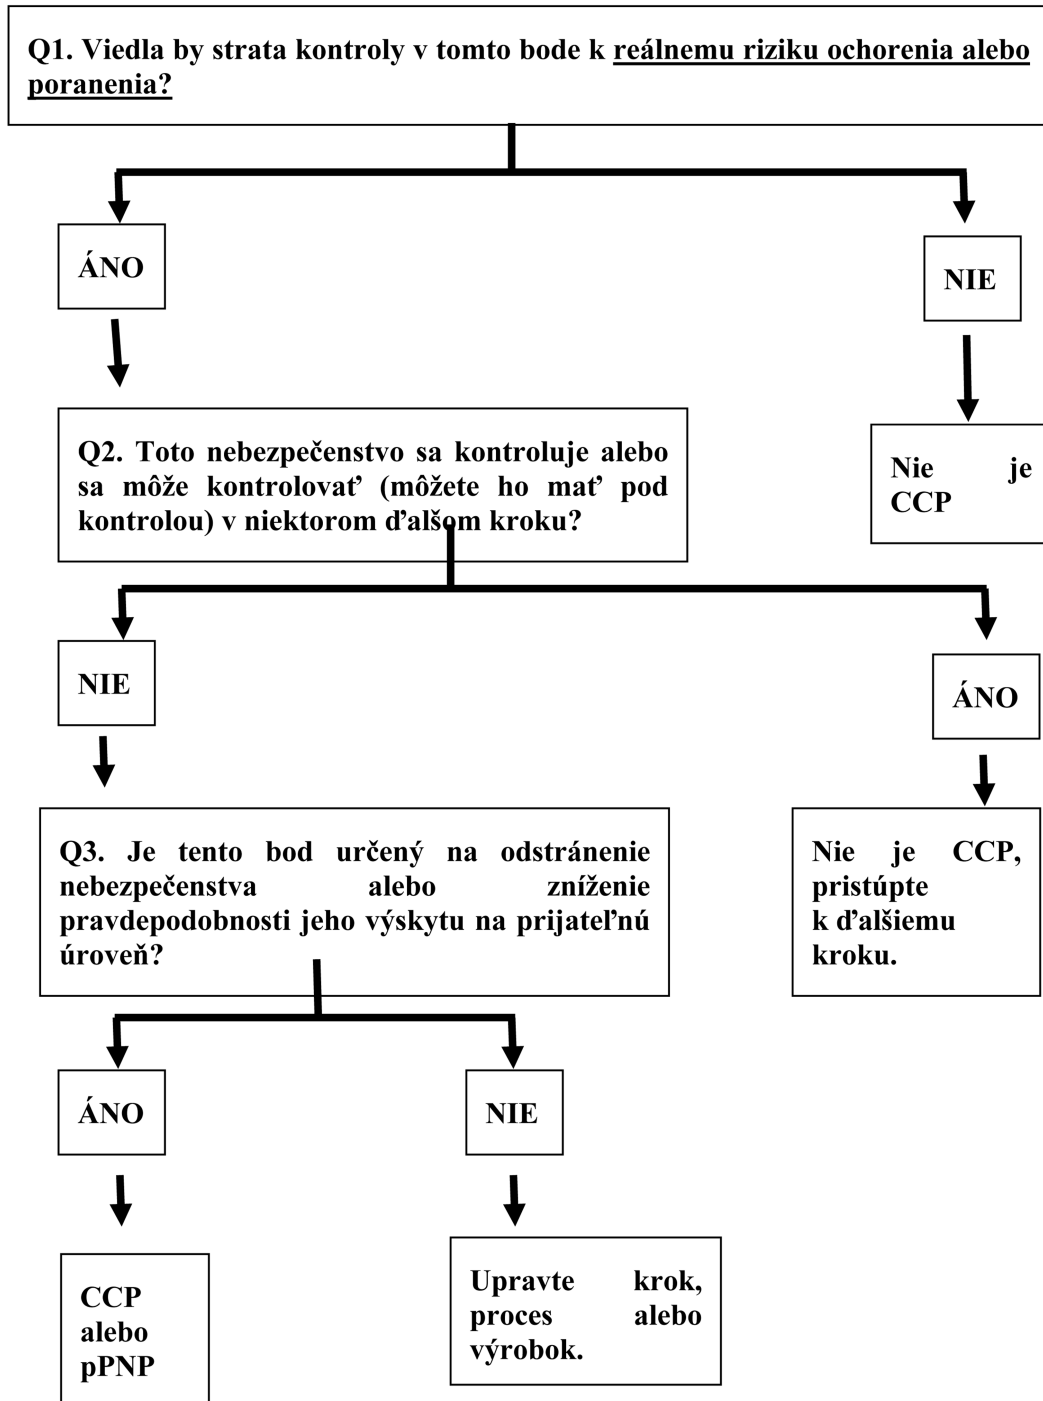 Q1. Viedla by strata kontroly v tomto bode k reálnemu riziku ochorenia alebo
poranenia?
ÁNO
NIE
Q2. Toto nebezpečenstvo sa kontroluje alebo
sa môže kontrolovať (môžete ho mať pod
kontrolou) v niektorom ďalšom kroku?
Nie je
CCP
NIE
ÁNO
Q3. Je tento bod určený na odstránenie
nebezpečenstva alebo zníženie
pravdepodobnosti jeho výskytu na prijateľnú
úroveň?
Nie je CCP,
pristúpte
k ďalšiemu
kroku.
ÁNO
NIE
CCP
alebo
pPNP
Upravte krok,
proces alebo
výrobok.